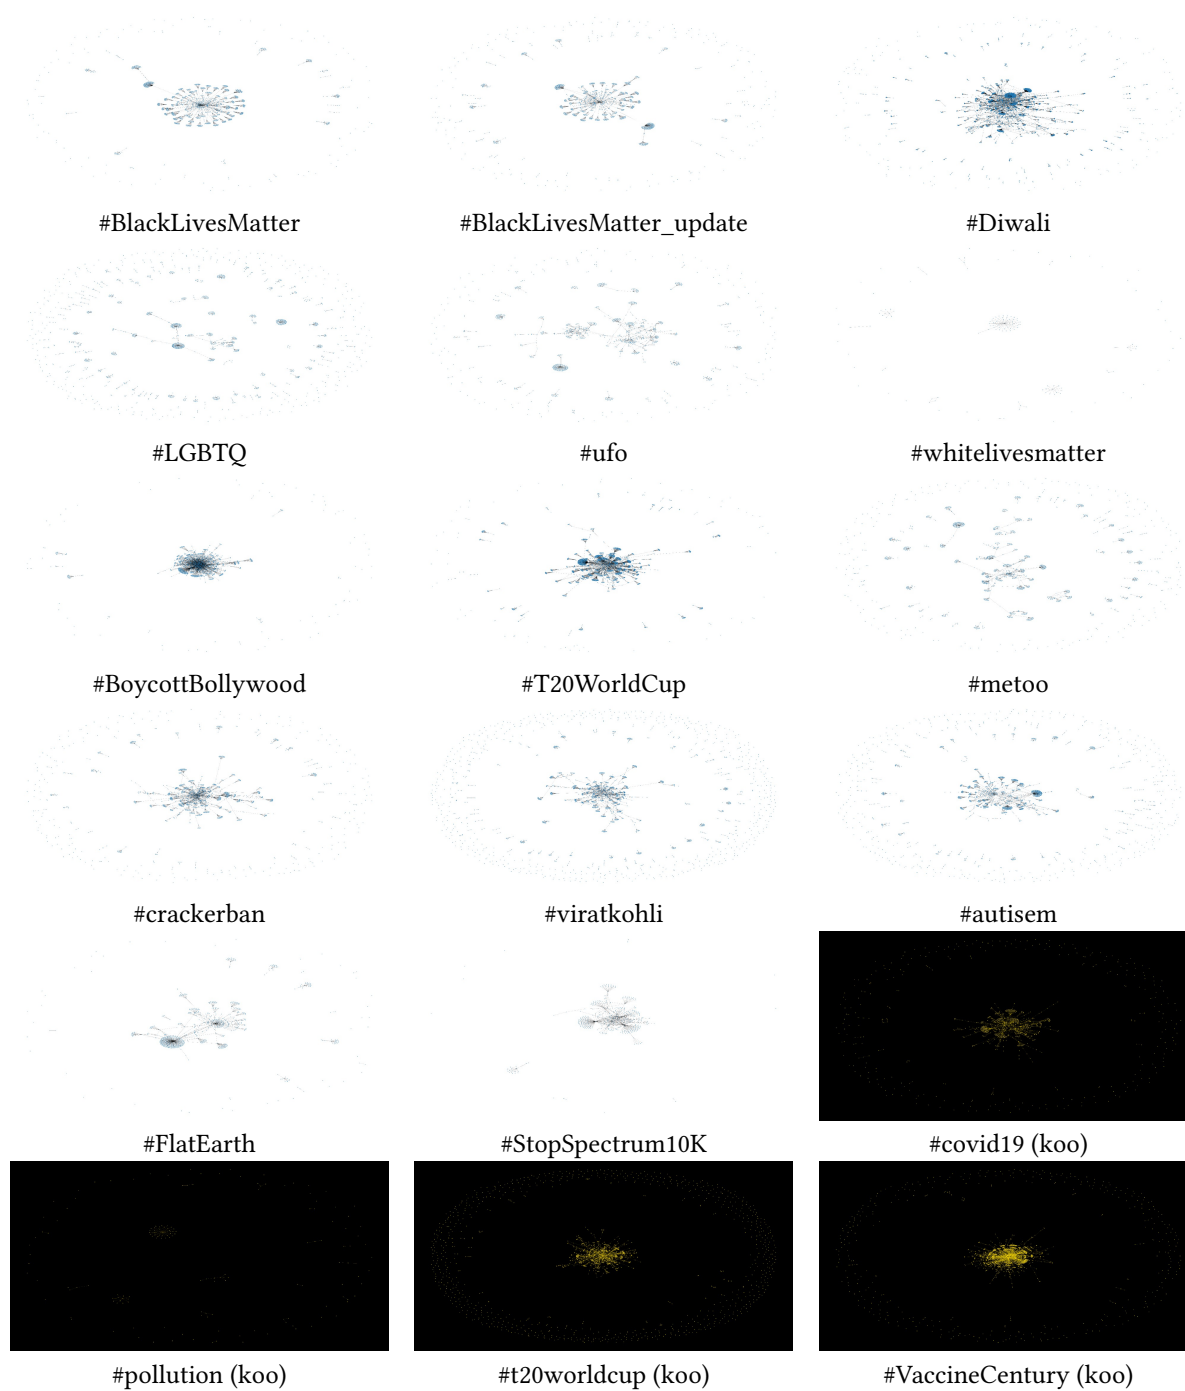 #BlackLivesMatter
#BlackLivesMatter_update
#Diwali
#LGBTQ
#ufo
#whitelivesmatter
#BoycottBollywood
#T20WorldCup
#metoo
#crackerban
#viratkohli
#autisem
#FlatEarth
#StopSpectrum10K
#covid19 (koo)
#pollution (koo)
#t20worldcup (koo)
#VaccineCentury (koo)